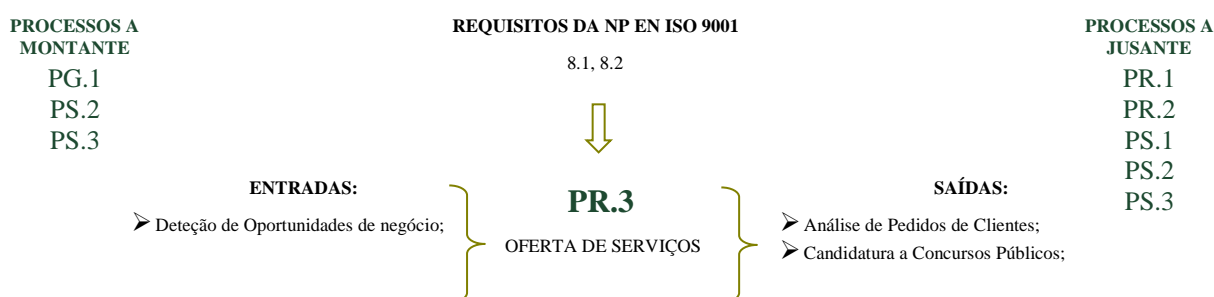 PROCESSOS A
MONTANTE
PG.1
PS.2
PS.3
REQUISITOS DA NP EN ISO 9001
8.1, 8.2
PROCESSOS A
JUSANTE
PR.1
PR.2
PS.1
PS.2
PS.3
ENTRADAS:
➢ Deteção de Oportunidades de negócio;
PR.3
OFERTA DE SERVIÇOS
SAÍDAS:
➢ Análise de Pedidos de Clientes;
➢ Candidatura a Concursos Públicos;